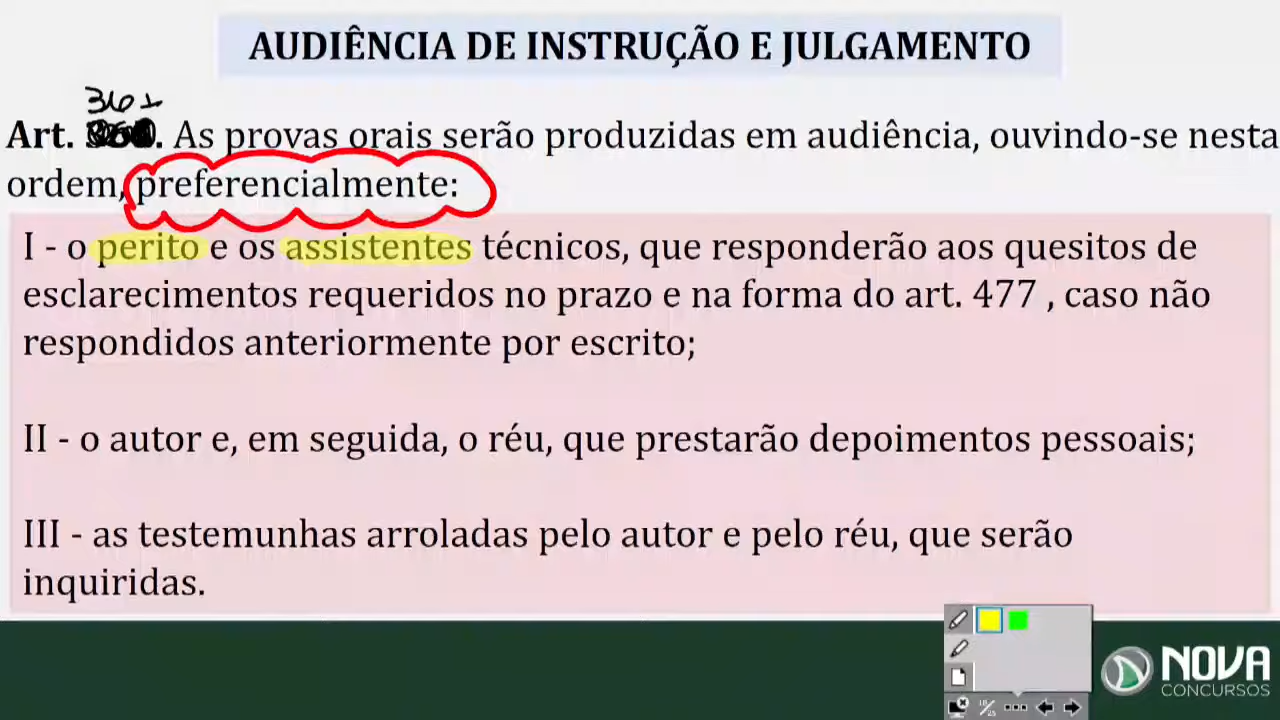 AUDIÊNCIA DE INSTRUÇÃO E JULGAMENTO
361
Art. . As provas orais serão produzidas em audiência, ouvindo-se nesta
ordem, preferencialmente:
I - o perito e os assistentes técnicos, que responderão aos quesitos de
esclarecimentos requeridos no prazo e na forma do art. 477 , caso não
respondidos anteriormente por escrito;
II - o autor e, em seguida, o réu, que prestarão depoimentos pessoais;
III - as testemunhas arroladas pelo autor e pelo réu, que serão
inquiridas.
NOVA
CONCURSOS